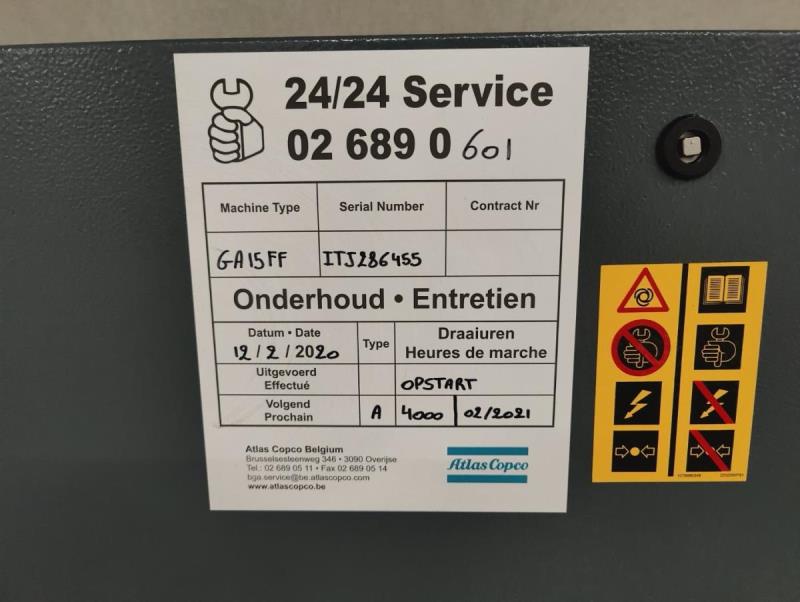 24/24 Service
02 689 0 601
Machine Type Serial Number Contract Nr
GA15FF ITJ286455
Onderhoud • Entretien
Datum • Date Type Draaiuren
12/2/2020 Heures de marche
Uitgevoerd
Effectué OPSTART
Volgend
Prochain A 4000 02/2021
Atlas Copco Belgium
Brusselsesteenweg 346 • 3090 Overijse
Tel.: 02 689 05 11 • Fax 02 689 05 14
bga.service@be.atlascopco.com
www.atlascopco.be
Atlas Copco